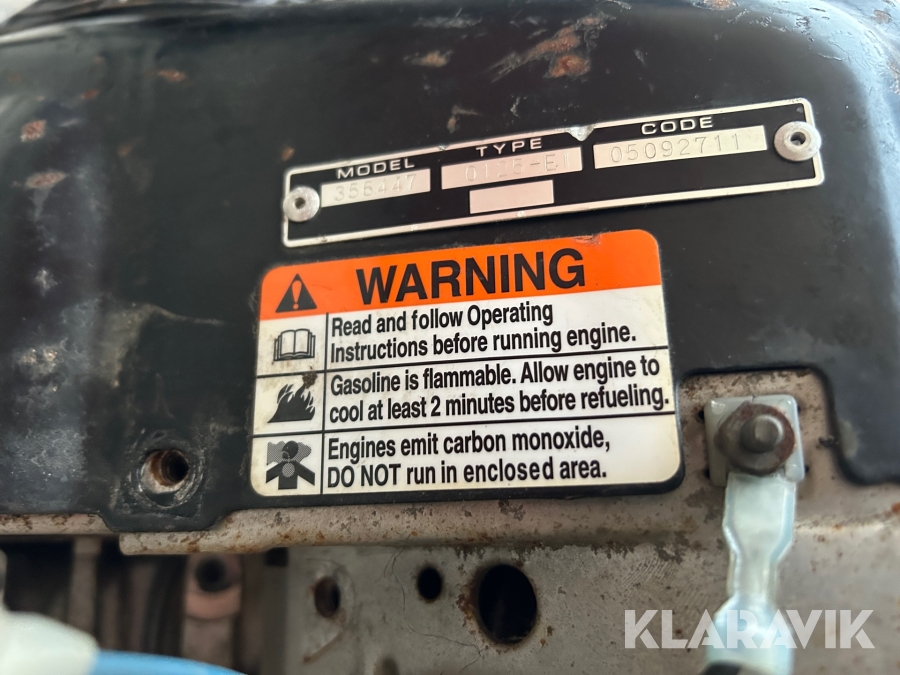 MODEL TYPE CODE
356447 0125-E1 05092711
WARNING
Read and follow Operating
Instructions before running engine.
Gasoline is flammable. Allow engine to
cool at least 2 minutes before refueling.
Engines emit carbon monoxide,
DO NOT run in enclosed area.
KLARAVIK